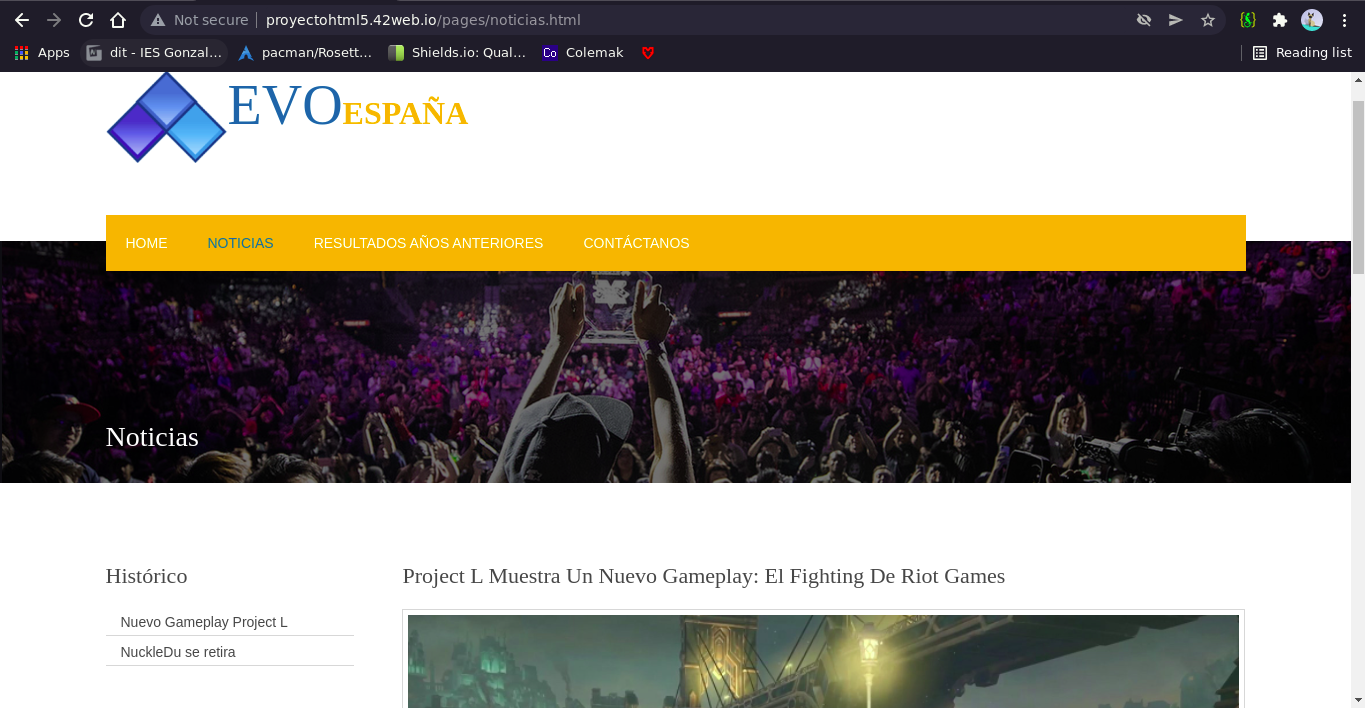 Not secure proyectohtml5.42web.io/pages/noticias.html
Apps dit - IES Gonzal... pacman/Rosett... Shields.io: Qual... Co Colemak Reading list
EVOESPAÑA
HOME NOTICIAS RESULTADOS AÑOS ANTERIORES CONTÁCTANOS
Noticias
Histórico
Nuevo Gameplay Project L
NuckleDu se retira
Project L Muestra Un Nuevo Gameplay: El Fighting De Riot Games